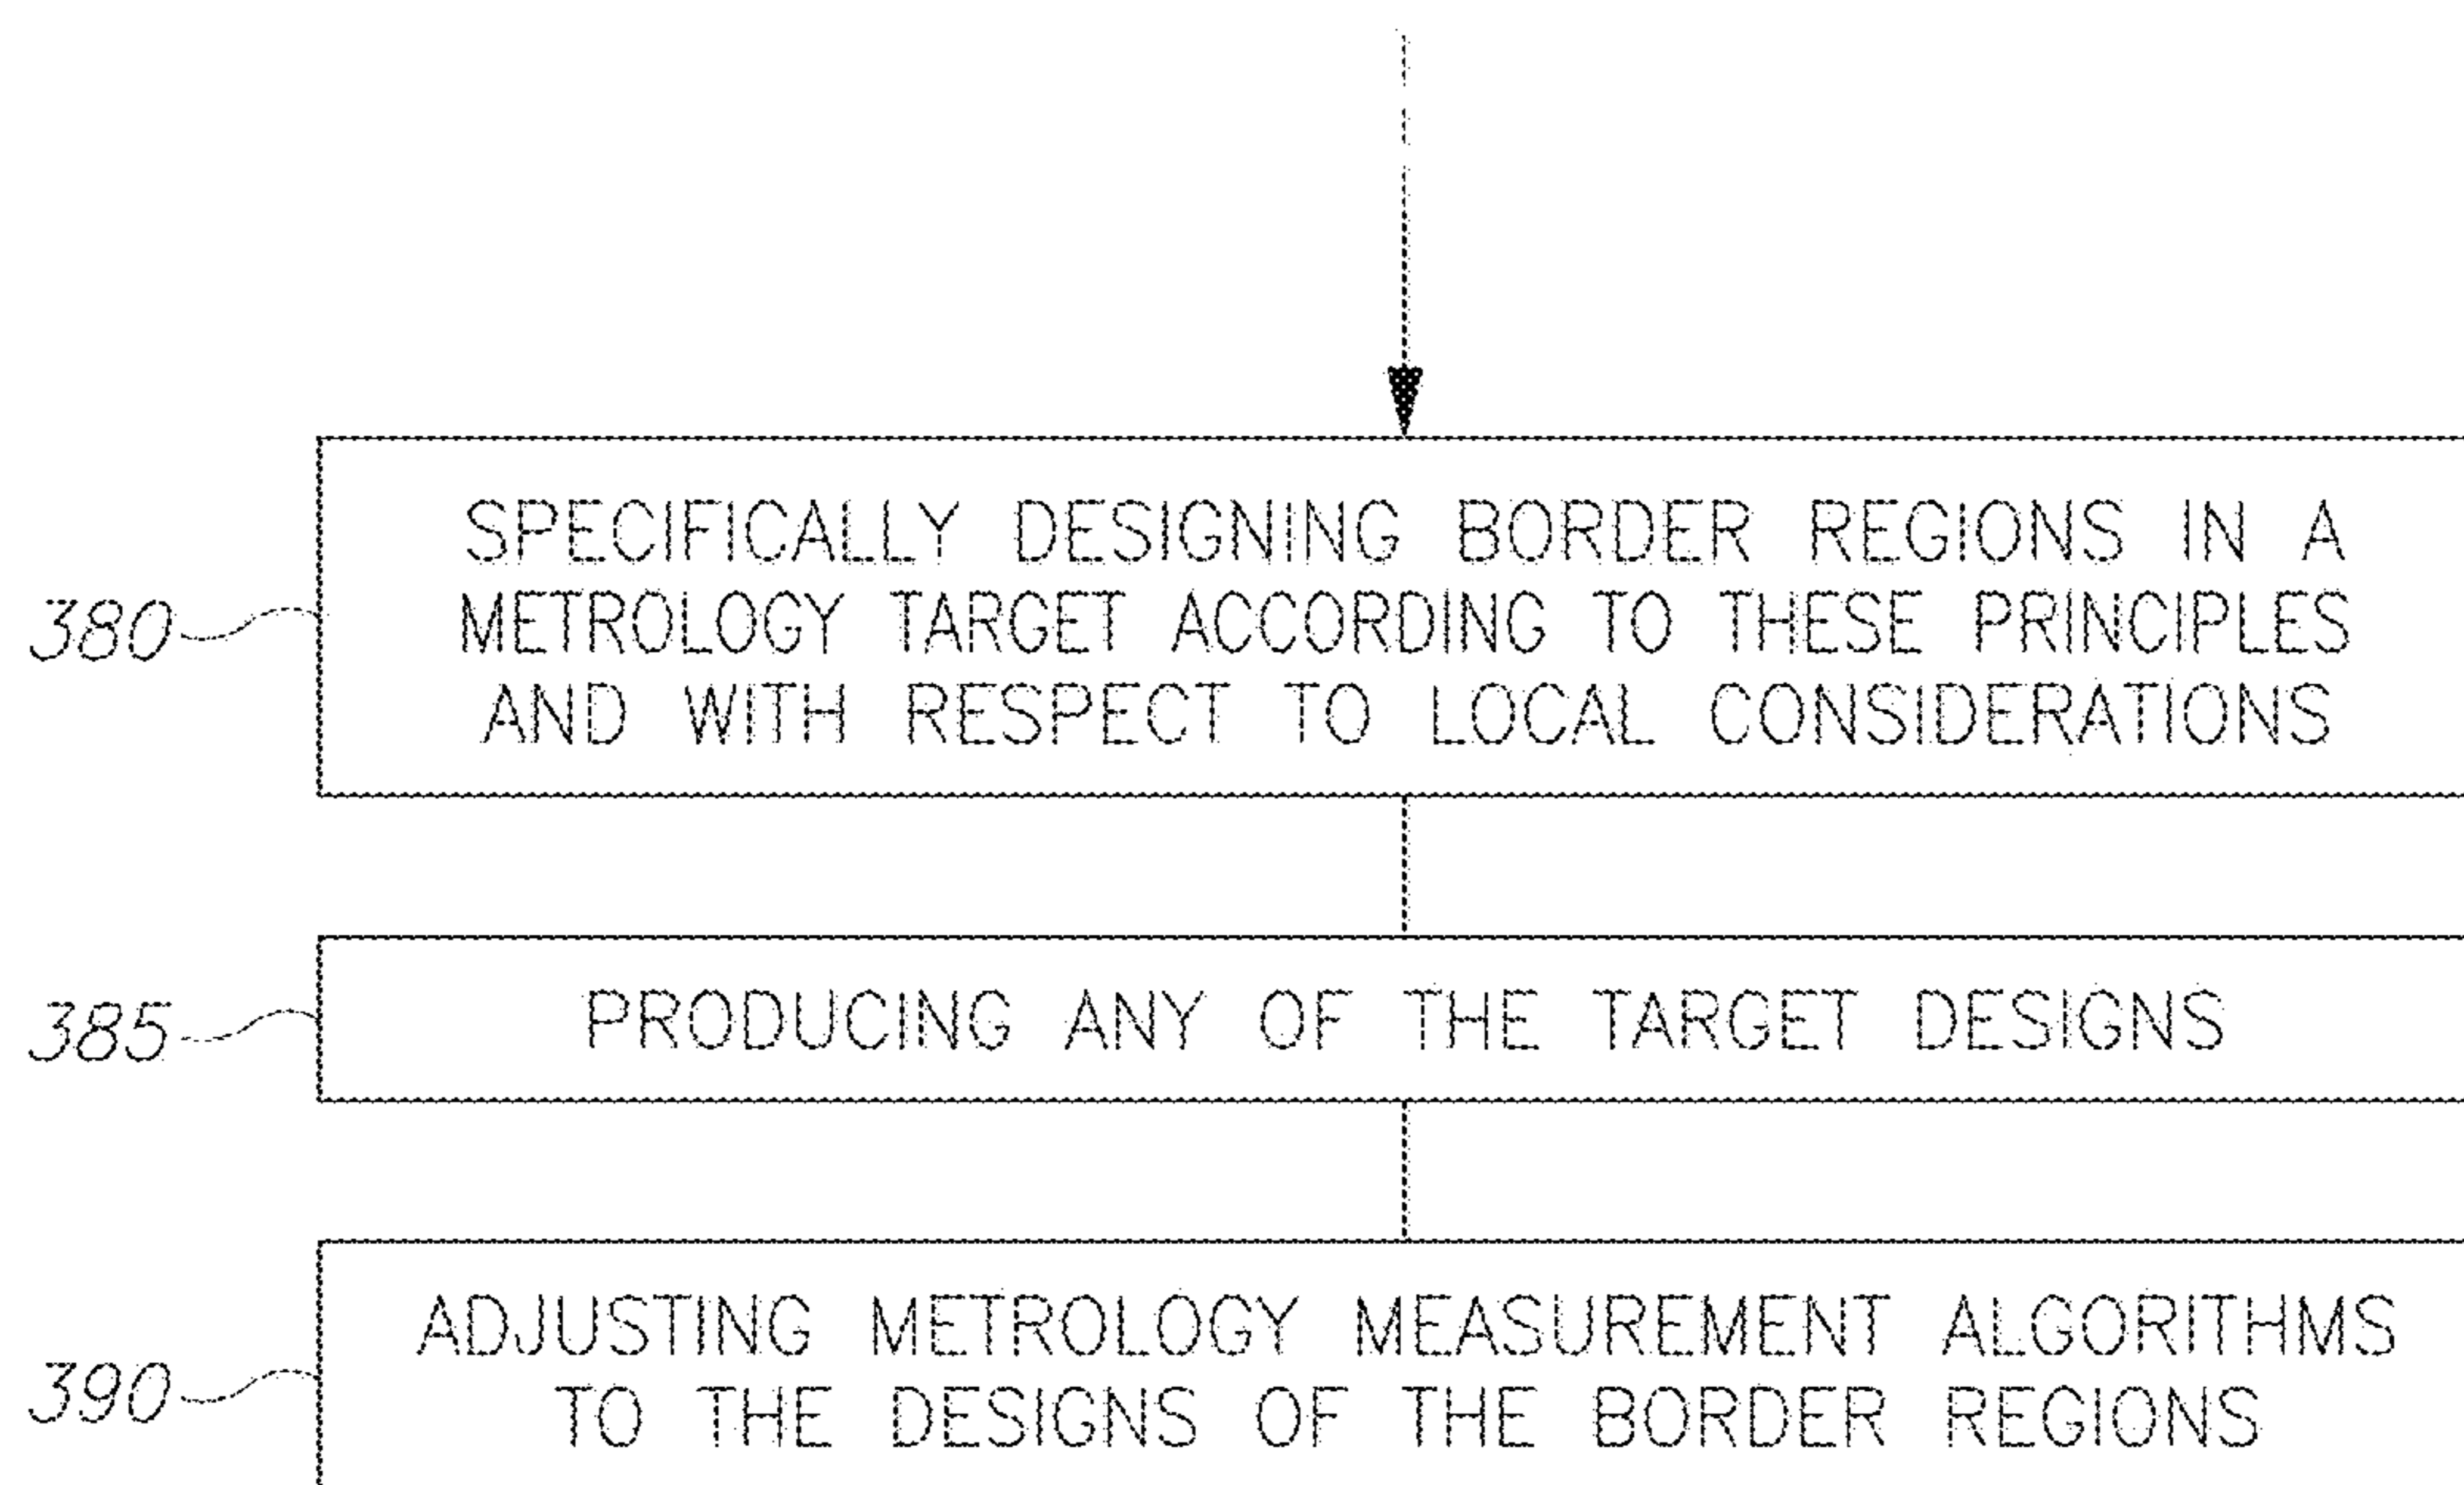 SPECIFICALLY DESIGNING BORDER REGIONS IN A
380 METROLOGY TARGET ACCORDING TO THESE PRINCIPLES
AND WITH RESPECT TO LOCAL CONSIDERATIONS
385 PRODUCING ANY OF THE TARGET DESIGNS
390 ADJUSTING METROLOGY MEASUREMENT ALGORITHMS
TO THE DESIGNS OF THE BORDER REGIONS